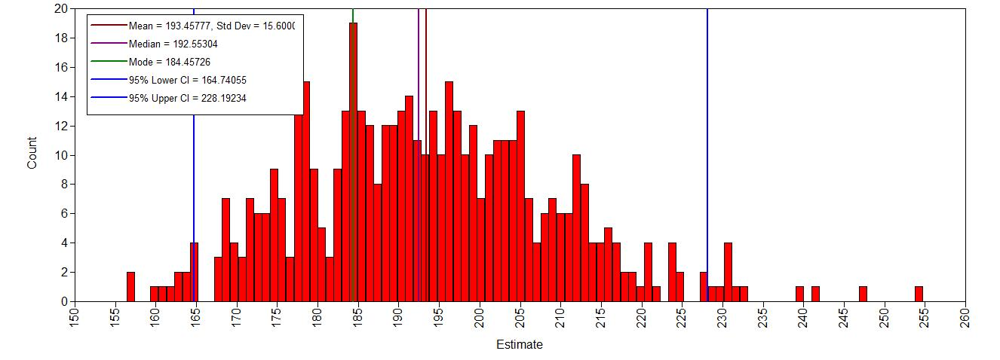 20
18
16
14
12
10
8
6
4
2
0
Count
Mean = 193.45777, Std Dev = 15.600
Median = 192.55304
Mode = 184.45726
95% Lower CI = 164.74055
95% Upper CI = 228.19234
150 155 160 165 170 175 180 185 190 195 200 205 210 215 220 225 230 235 240 245 250 255 260
Estimate